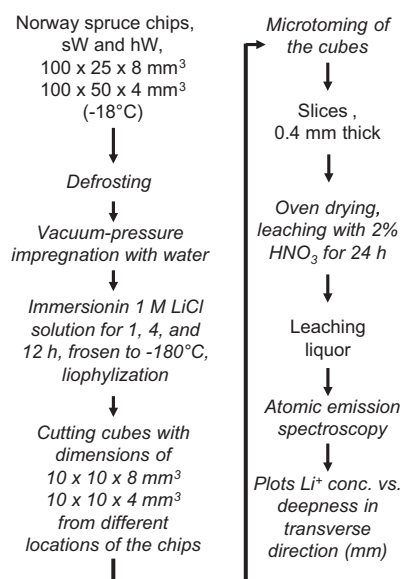 Norway spruce chips,
sW and hW,
100 x 25 x 8 mm³
100 x 50 x 4 mm³
(-18°C)
Defrosting
Vacuum-pressure
impregnation with water
Immersionin 1 M LiCl
solution for 1, 4, and
12 h, frozen to -180°C,
liophylization
Cutting cubes with
dimensions of
10 x 10 x 8 mm³
10 x 10 x 4 mm³
from different
locations of the chips
Microtoming of
the cubes
Slices ,
0.4 mm thick
Oven drying,
leaching with 2%
HNO₃ for 24 h
Leaching
liquor
Atomic emission
spectroscopy
Plots Li⁺ conc. vs.
deepness in
transverse
direction (mm)